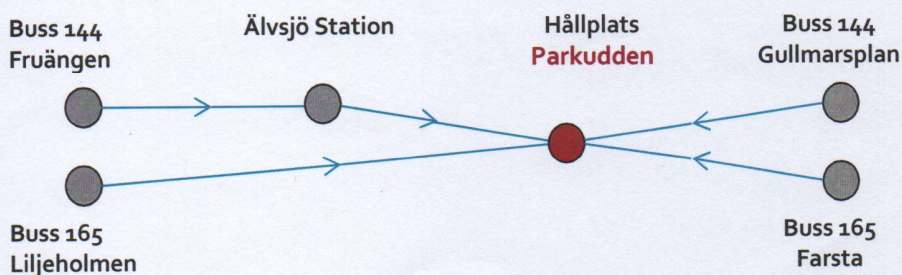 Buss 144
Fruängen
Älvsjö Station
Hållplats
Parkudden
Buss 144
Gullmarsplan
Buss 165
Liljeholmen
Buss 165
Farsta